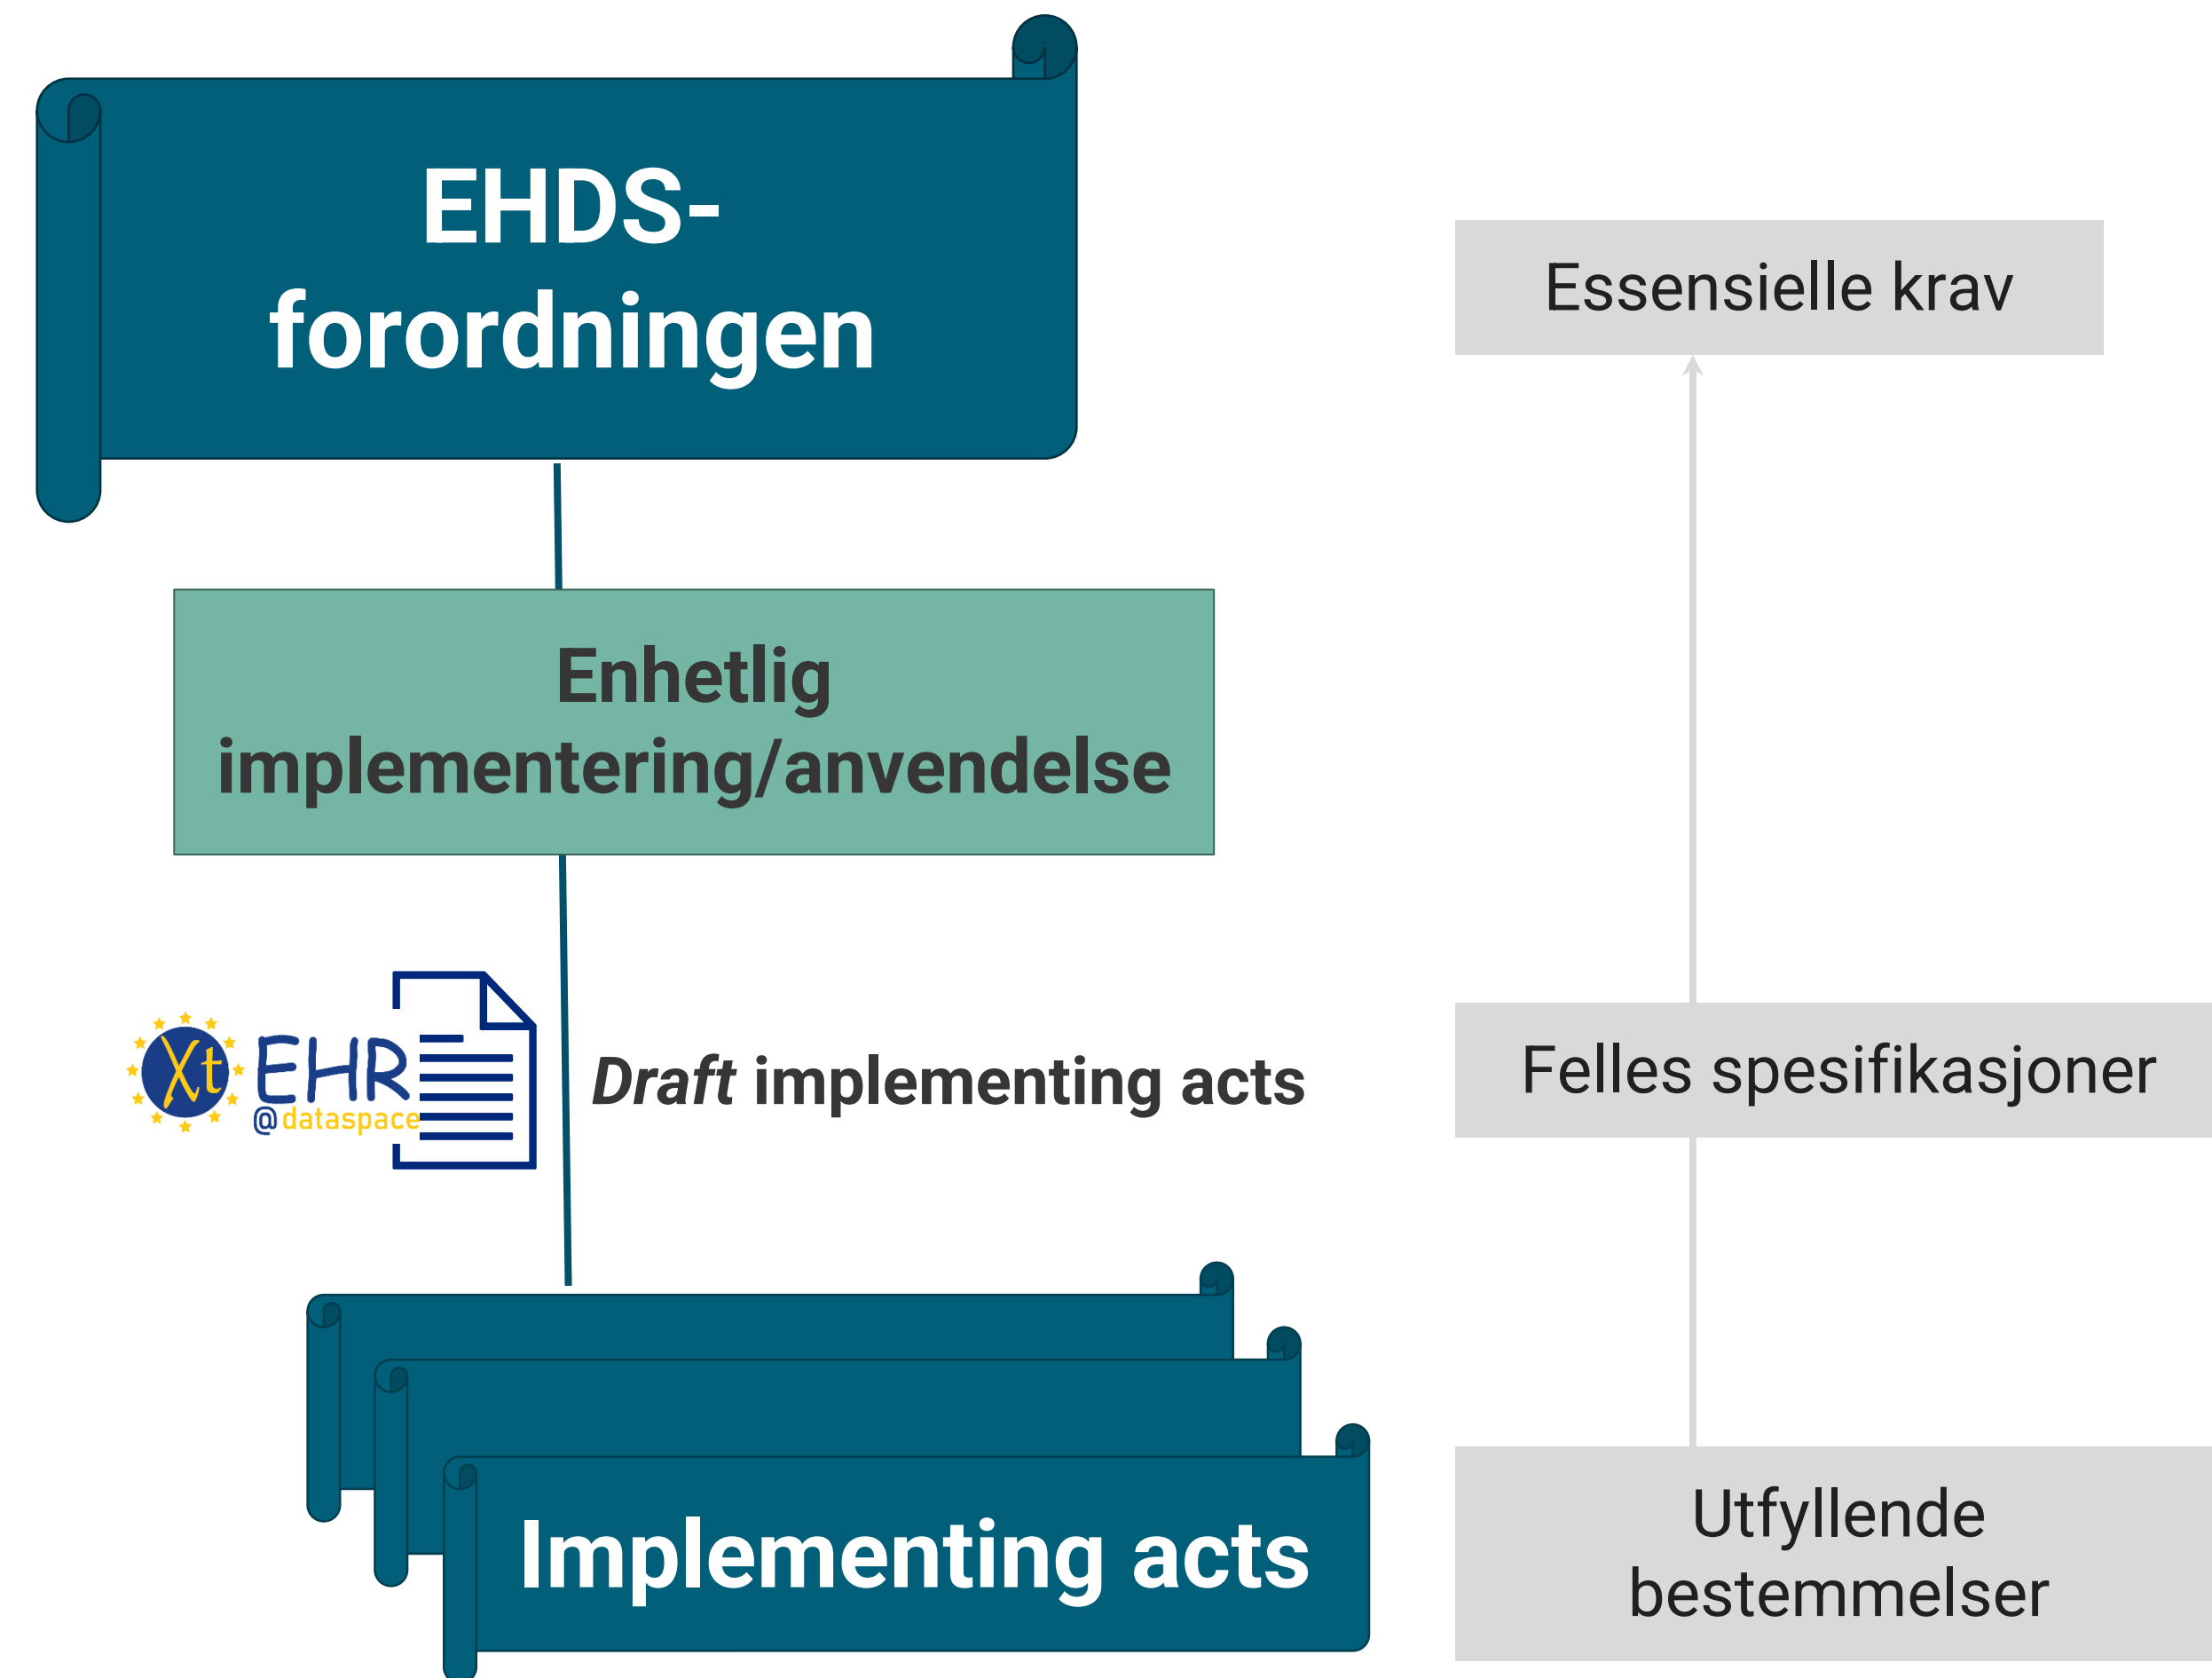 EHDS-
forordningen
Essensielle krav
Enhetlig
implementering/anvendelse
Xt EHR
@dataspace
Draft implementing acts
Felles spesifikasjoner
Implementing acts
Utfyllende
bestemmelser